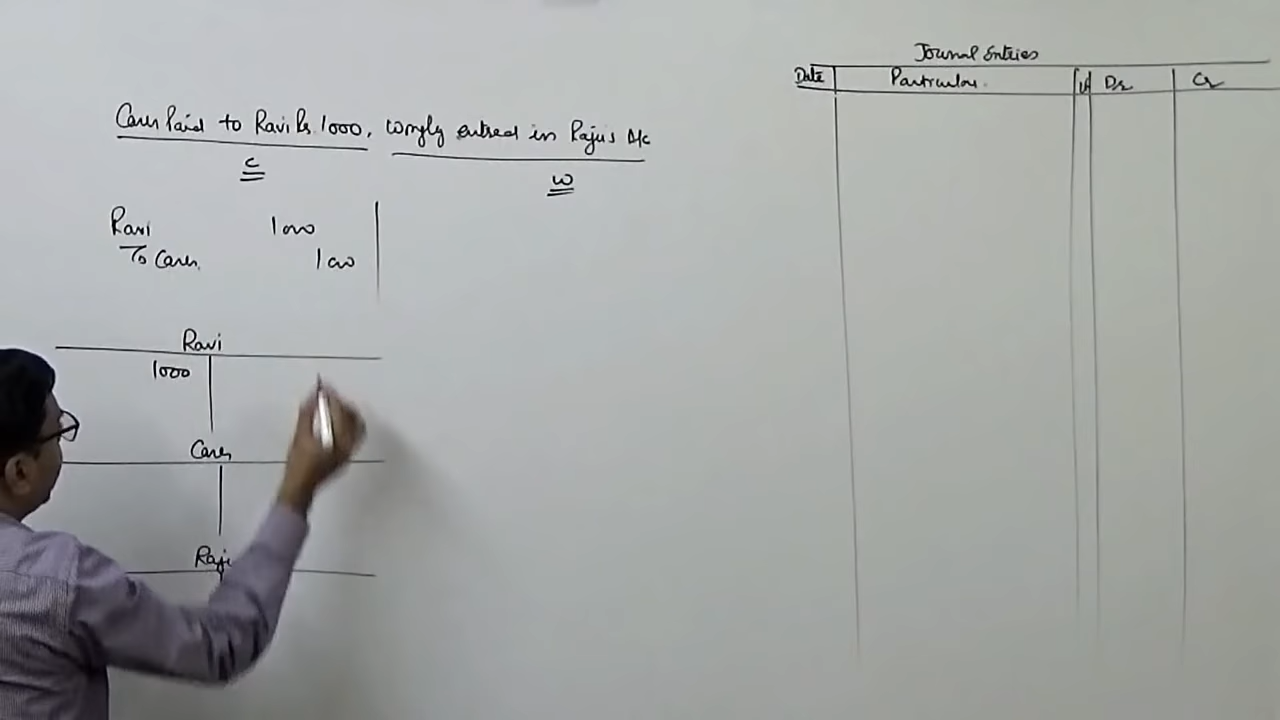 Cash Paid to Ravi Rs. 1000, wrongly entered in Raju's A/c
C
W
Ravi 1000
To Cash 1000
Ravi
1000
Cash
Raju
Journal Entries
Date Particulars Lf Dr Cr